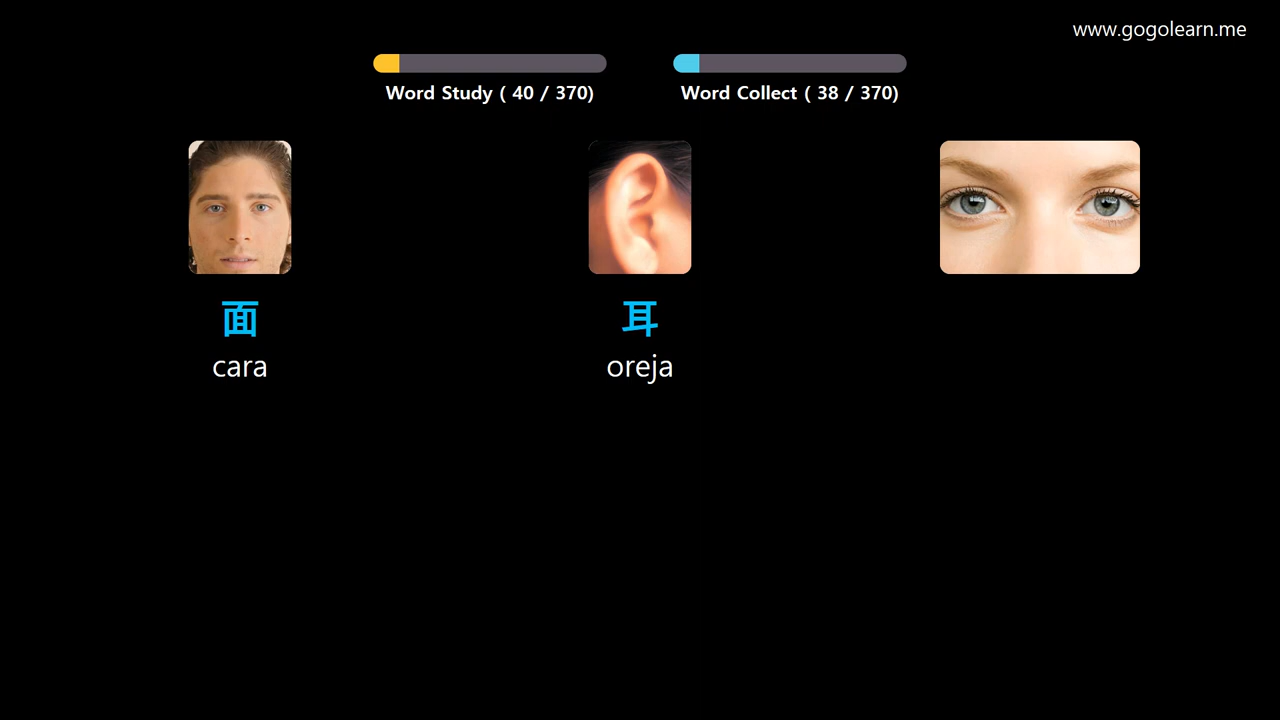 www.gogolearn.me
Word Study ( 40 / 370)
Word Collect ( 38 / 370)
面
cara
耳
oreja